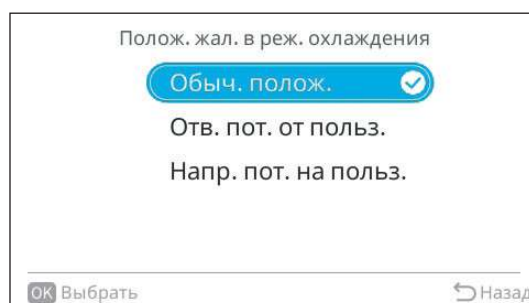 Полож. жал. в реж. охлаждения
Обыч. полож.
Отв. пот. от польз.
Напр. пот. на польз.
OK Выбрать
Назад